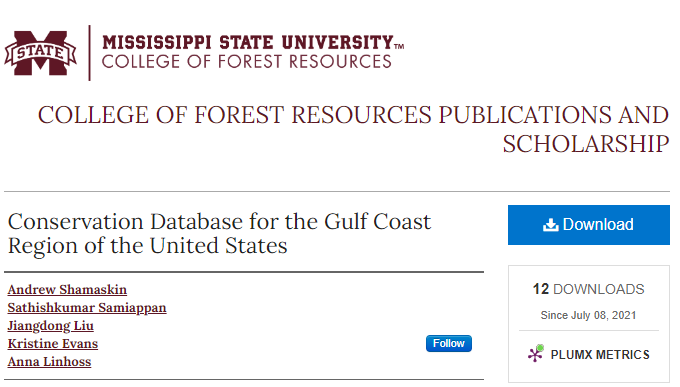 STATE
MISSISSIPPI STATE UNIVERSITY™
COLLEGE OF FOREST RESOURCES
COLLEGE OF FOREST RESOURCES PUBLICATIONS AND
SCHOLARSHIP
Conservation Database for the Gulf Coast
Region of the United States
Andrew Shamaskin
Sathishkumar Samiappan
Jiangdong Liu
Kristine Evans
Anna Linhoss
Follow
Download
12 DOWNLOADS
Since July 08, 2021
PLUMX METRICS